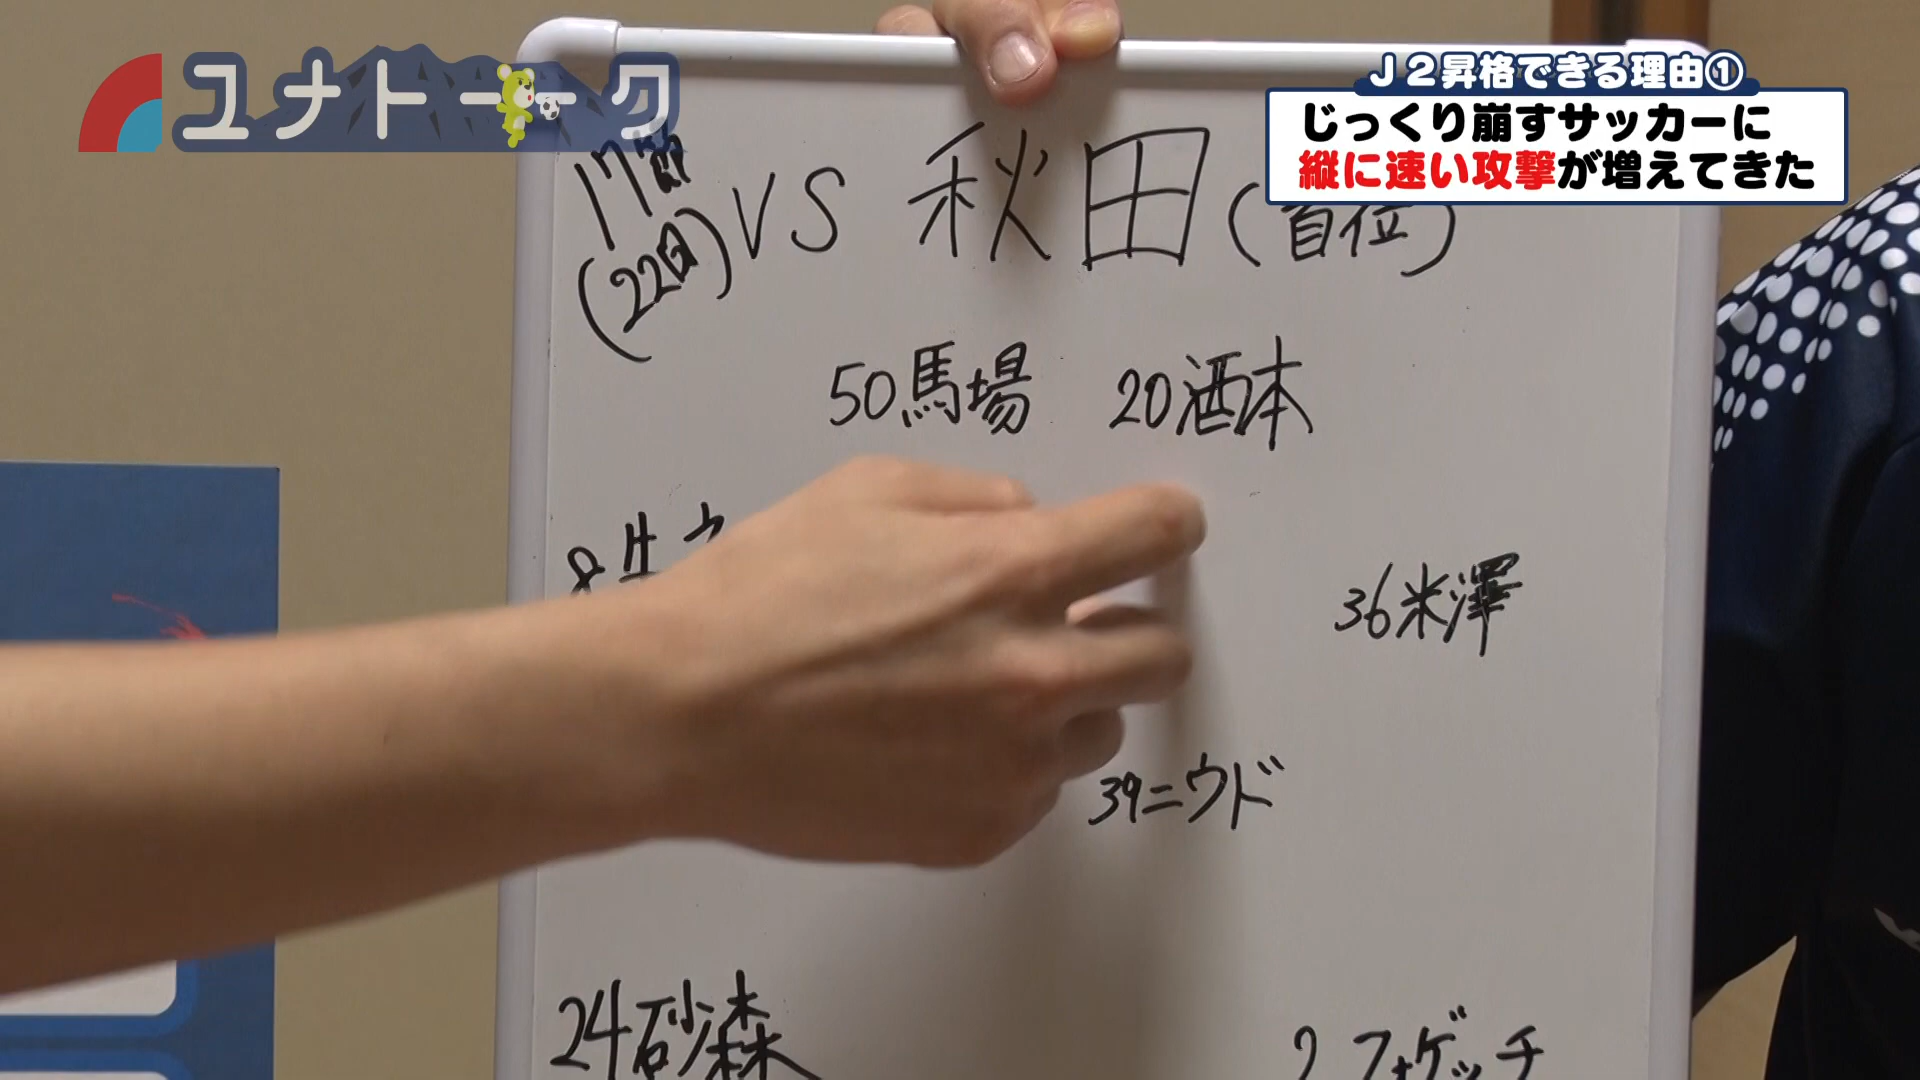 ユナトーーク
J2昇格できる理由①
じっくり崩すサッカーに
縦に速い攻撃が増えてきた
17節
(22日)
VS 秋田(首位)
50馬場 20酒本
36米澤
39ニウド
24砂森
2フォゲッチ